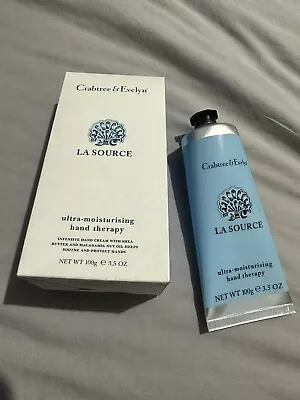 Crabtree & Evelyn®
LA SOURCE
ultra-moisturising
hand therapy
INTENSIVE HAND CREAM WITH SHEA
BUTTER AND MACADAMIA NUT OIL HELPS
SOOTHE AND PROTECT HANDS
NET WT 100g ℮ 3.5 OZ
Crabtree & Evelyn
LA SOURCE
ultra-moisturising
hand therapy
NET WT 100g ℮ 3.5 OZ